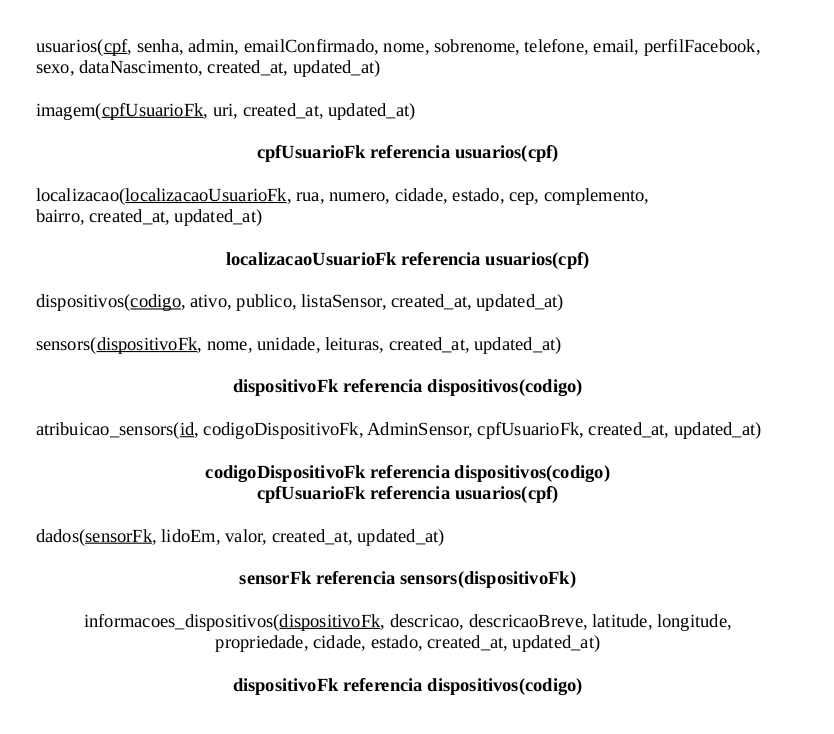 usuarios(cpf, senha, admin, emailConfirmado, nome, sobrenome, telefone, email, perfilFacebook,
sexo, dataNascimento, created_at, updated_at)
imagem(cpfUsuarioFk, uri, created_at, updated_at)
cpfUsuarioFk referencia usuarios(cpf)
localizacao(localizacaoUsuarioFk, rua, numero, cidade, estado, cep, complemento,
bairro, created_at, updated_at)
localizacaoUsuarioFk referencia usuarios(cpf)
dispositivos(codigo, ativo, publico, listaSensor, created_at, updated_at)
sensors(dispositivoFk, nome, unidade, leituras, created_at, updated_at)
dispositivoFk referencia dispositivos(codigo)
atribuicao_sensors(id, codigoDispositivoFk, AdminSensor, cpfUsuarioFk, created_at, updated_at)
codigoDispositivoFk referencia dispositivos(codigo)
cpfUsuarioFk referencia usuarios(cpf)
dados(sensorFk, lidoEm, valor, created_at, updated_at)
sensorFk referencia sensors(dispositivoFk)
informacoes_dispositivos(dispositivoFk, descricao, descricaoBreve, latitude, longitude,
propriedade, cidade, estado, created_at, updated_at)
dispositivoFk referencia dispositivos(codigo)